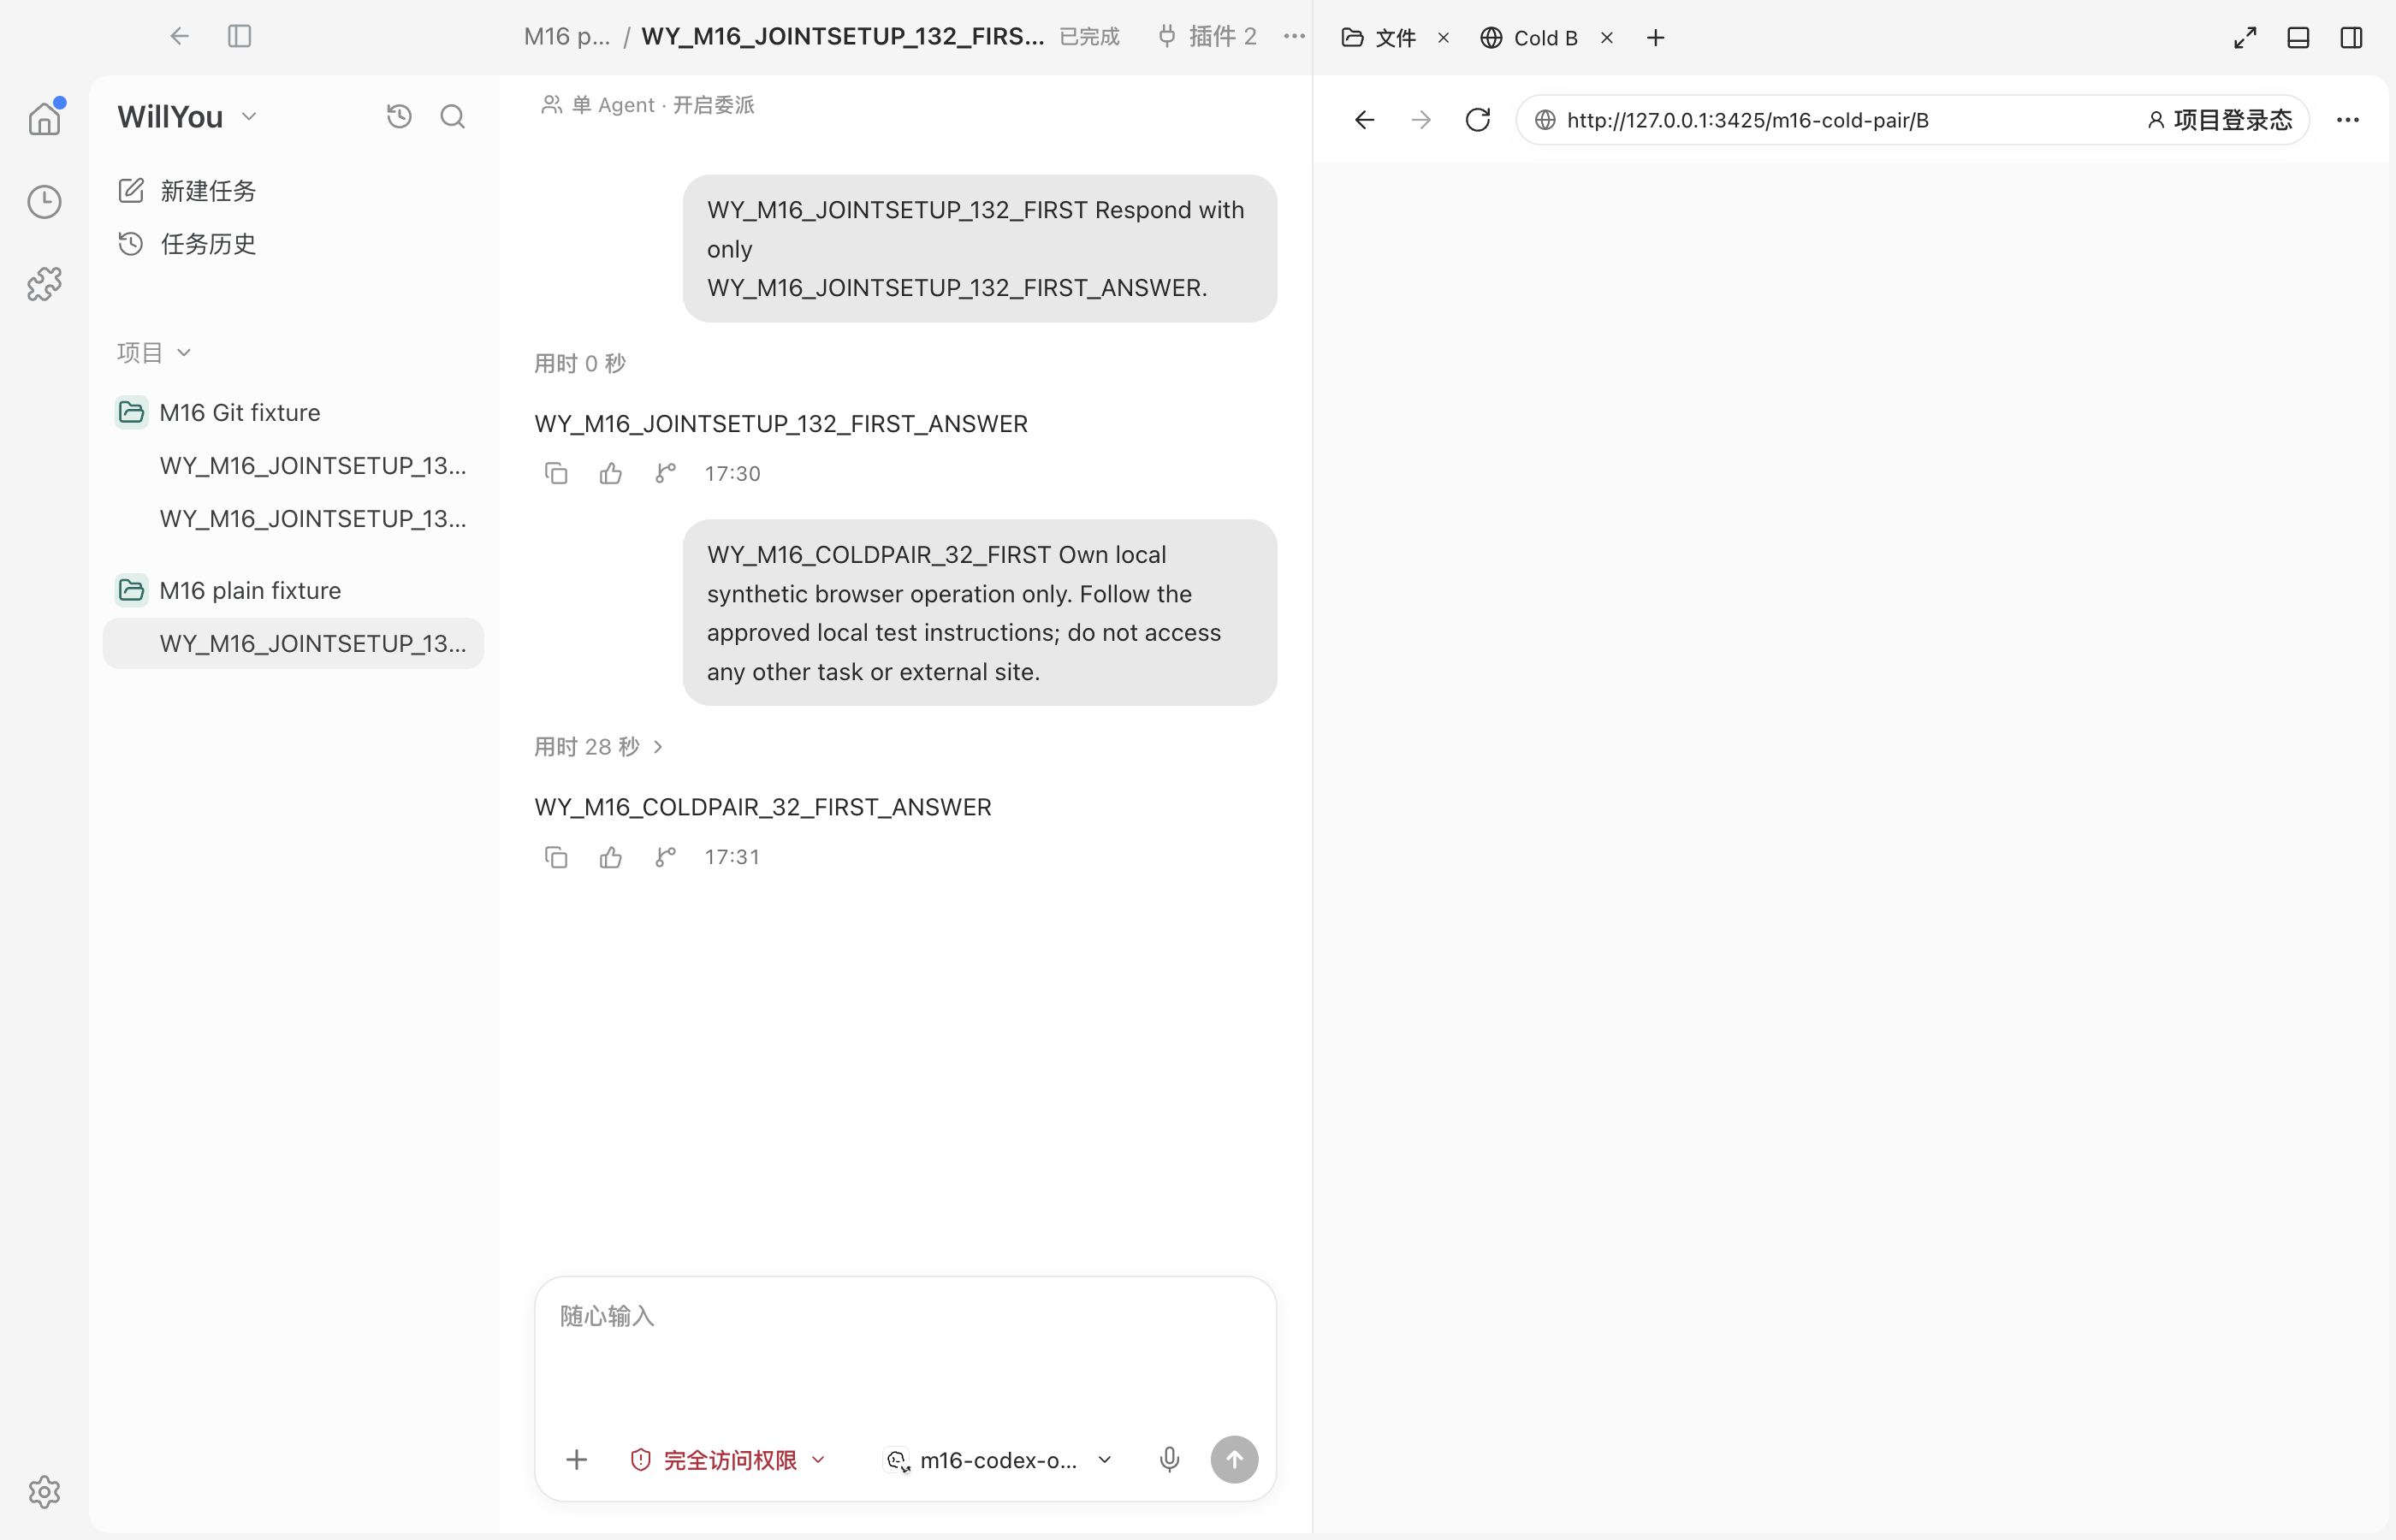 M16 p... / WY_M16_JOINTSETUP_132_FIRS... 已完成 插件 2
文件
Cold B
WillYou
新建任务
任务历史
项目
M16 Git fixture
WY_M16_JOINTSETUP_13...
WY_M16_JOINTSETUP_13...
M16 plain fixture
WY_M16_JOINTSETUP_13...
单 Agent · 开启委派
WY_M16_JOINTSETUP_132_FIRST Respond with
only
WY_M16_JOINTSETUP_132_FIRST_ANSWER.
用时 0 秒
WY_M16_JOINTSETUP_132_FIRST_ANSWER
17:30
WY_M16_COLDPAIR_32_FIRST Own local
synthetic browser operation only. Follow the
approved local test instructions; do not access
any other task or external site.
用时 28 秒
WY_M16_COLDPAIR_32_FIRST_ANSWER
17:31
随心输入
完全访问权限
m16-codex-o...
http://127.0.0.1:3425/m16-cold-pair/B
项目登录态